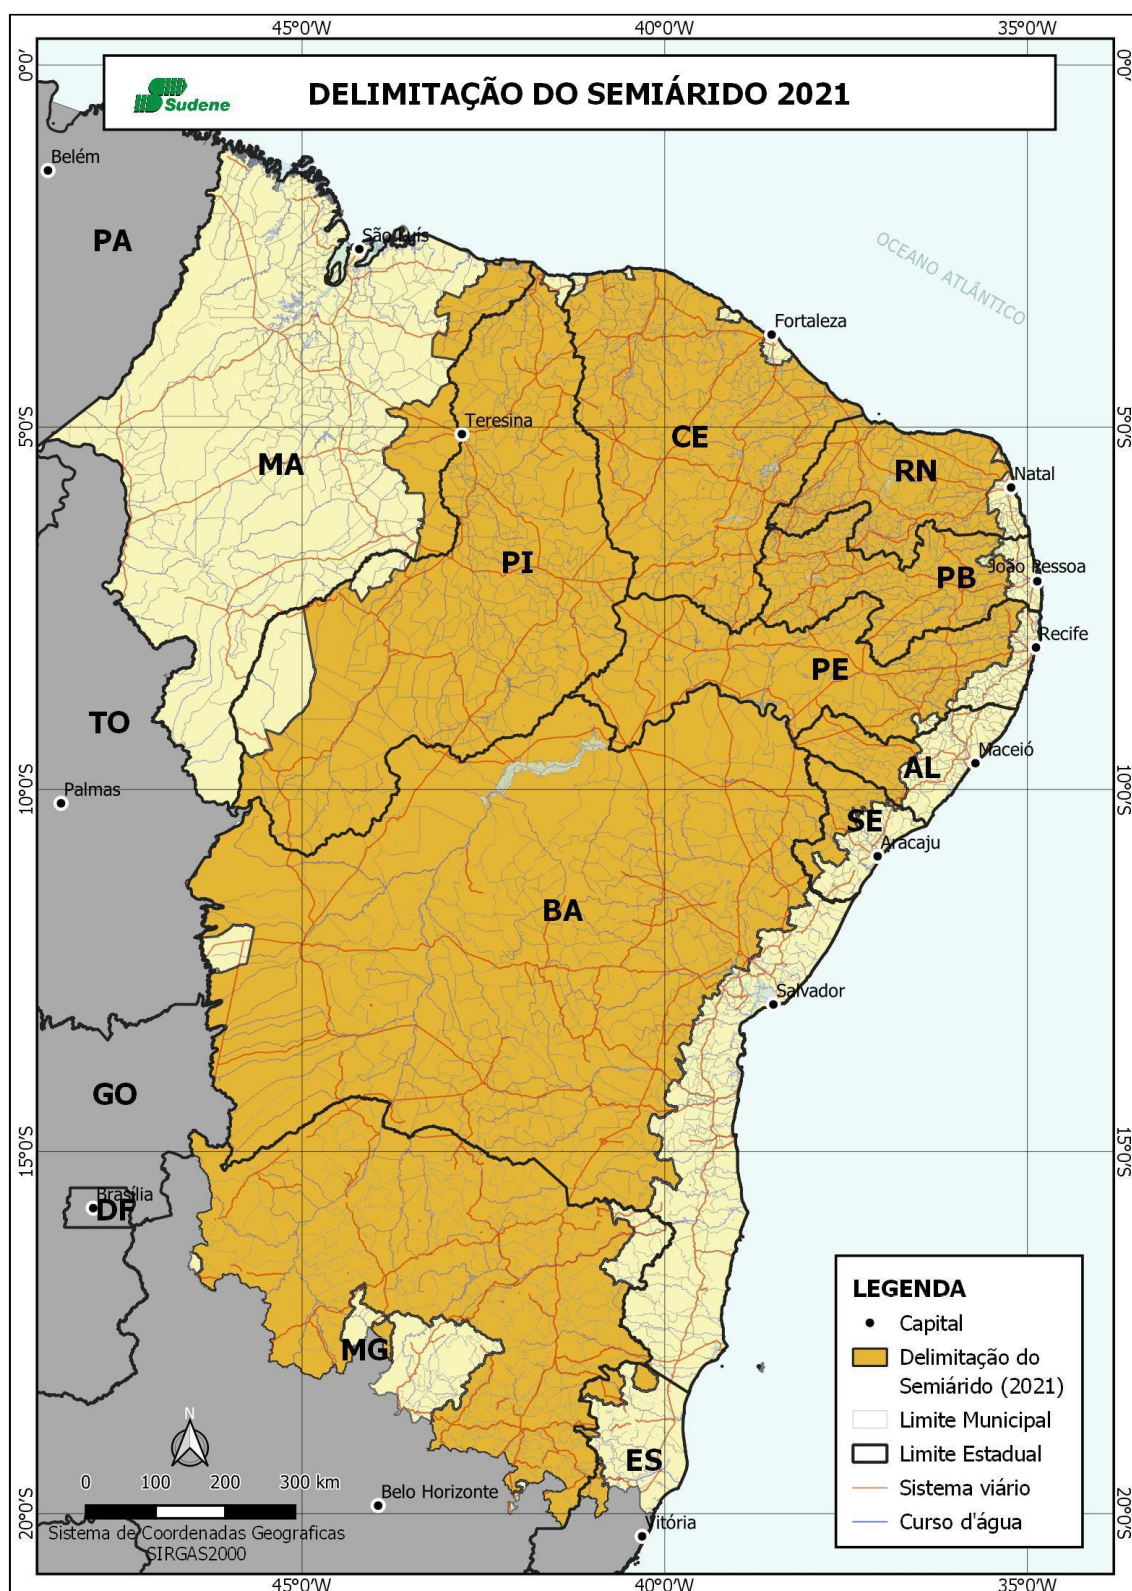 45°0'W 40°0'W 35°0'W
0°0' 0°0'
Sudene
DELIMITAÇÃO DO SEMIÁRIDO 2021
Belém
PA
São Luís
OCEANO ATLÂNTICO
Fortaleza
Teresina
5°0'S 5°0'S
CE
MA
RN
Natal
PI
João Pessoa
PB
Recife
PE
TO
Maceió
AL
Palmas
10°0'S 10°0'S
SE
Aracaju
BA
Salvador
GO
15°0'S 15°0'S
Brasília
DF
MG
ES
LEGENDA
Capital
Delimitação do
Semiárido (2021)
Limite Municipal
Limite Estadual
Sistema viário
Curso d'água
N
0 100 200 300 km
Belo Horizonte
Sistema de Coordenadas Geograficas
SIRGAS2000
20°0'S 20°0'S
Vitória
45°0'W 40°0'W 35°0'W